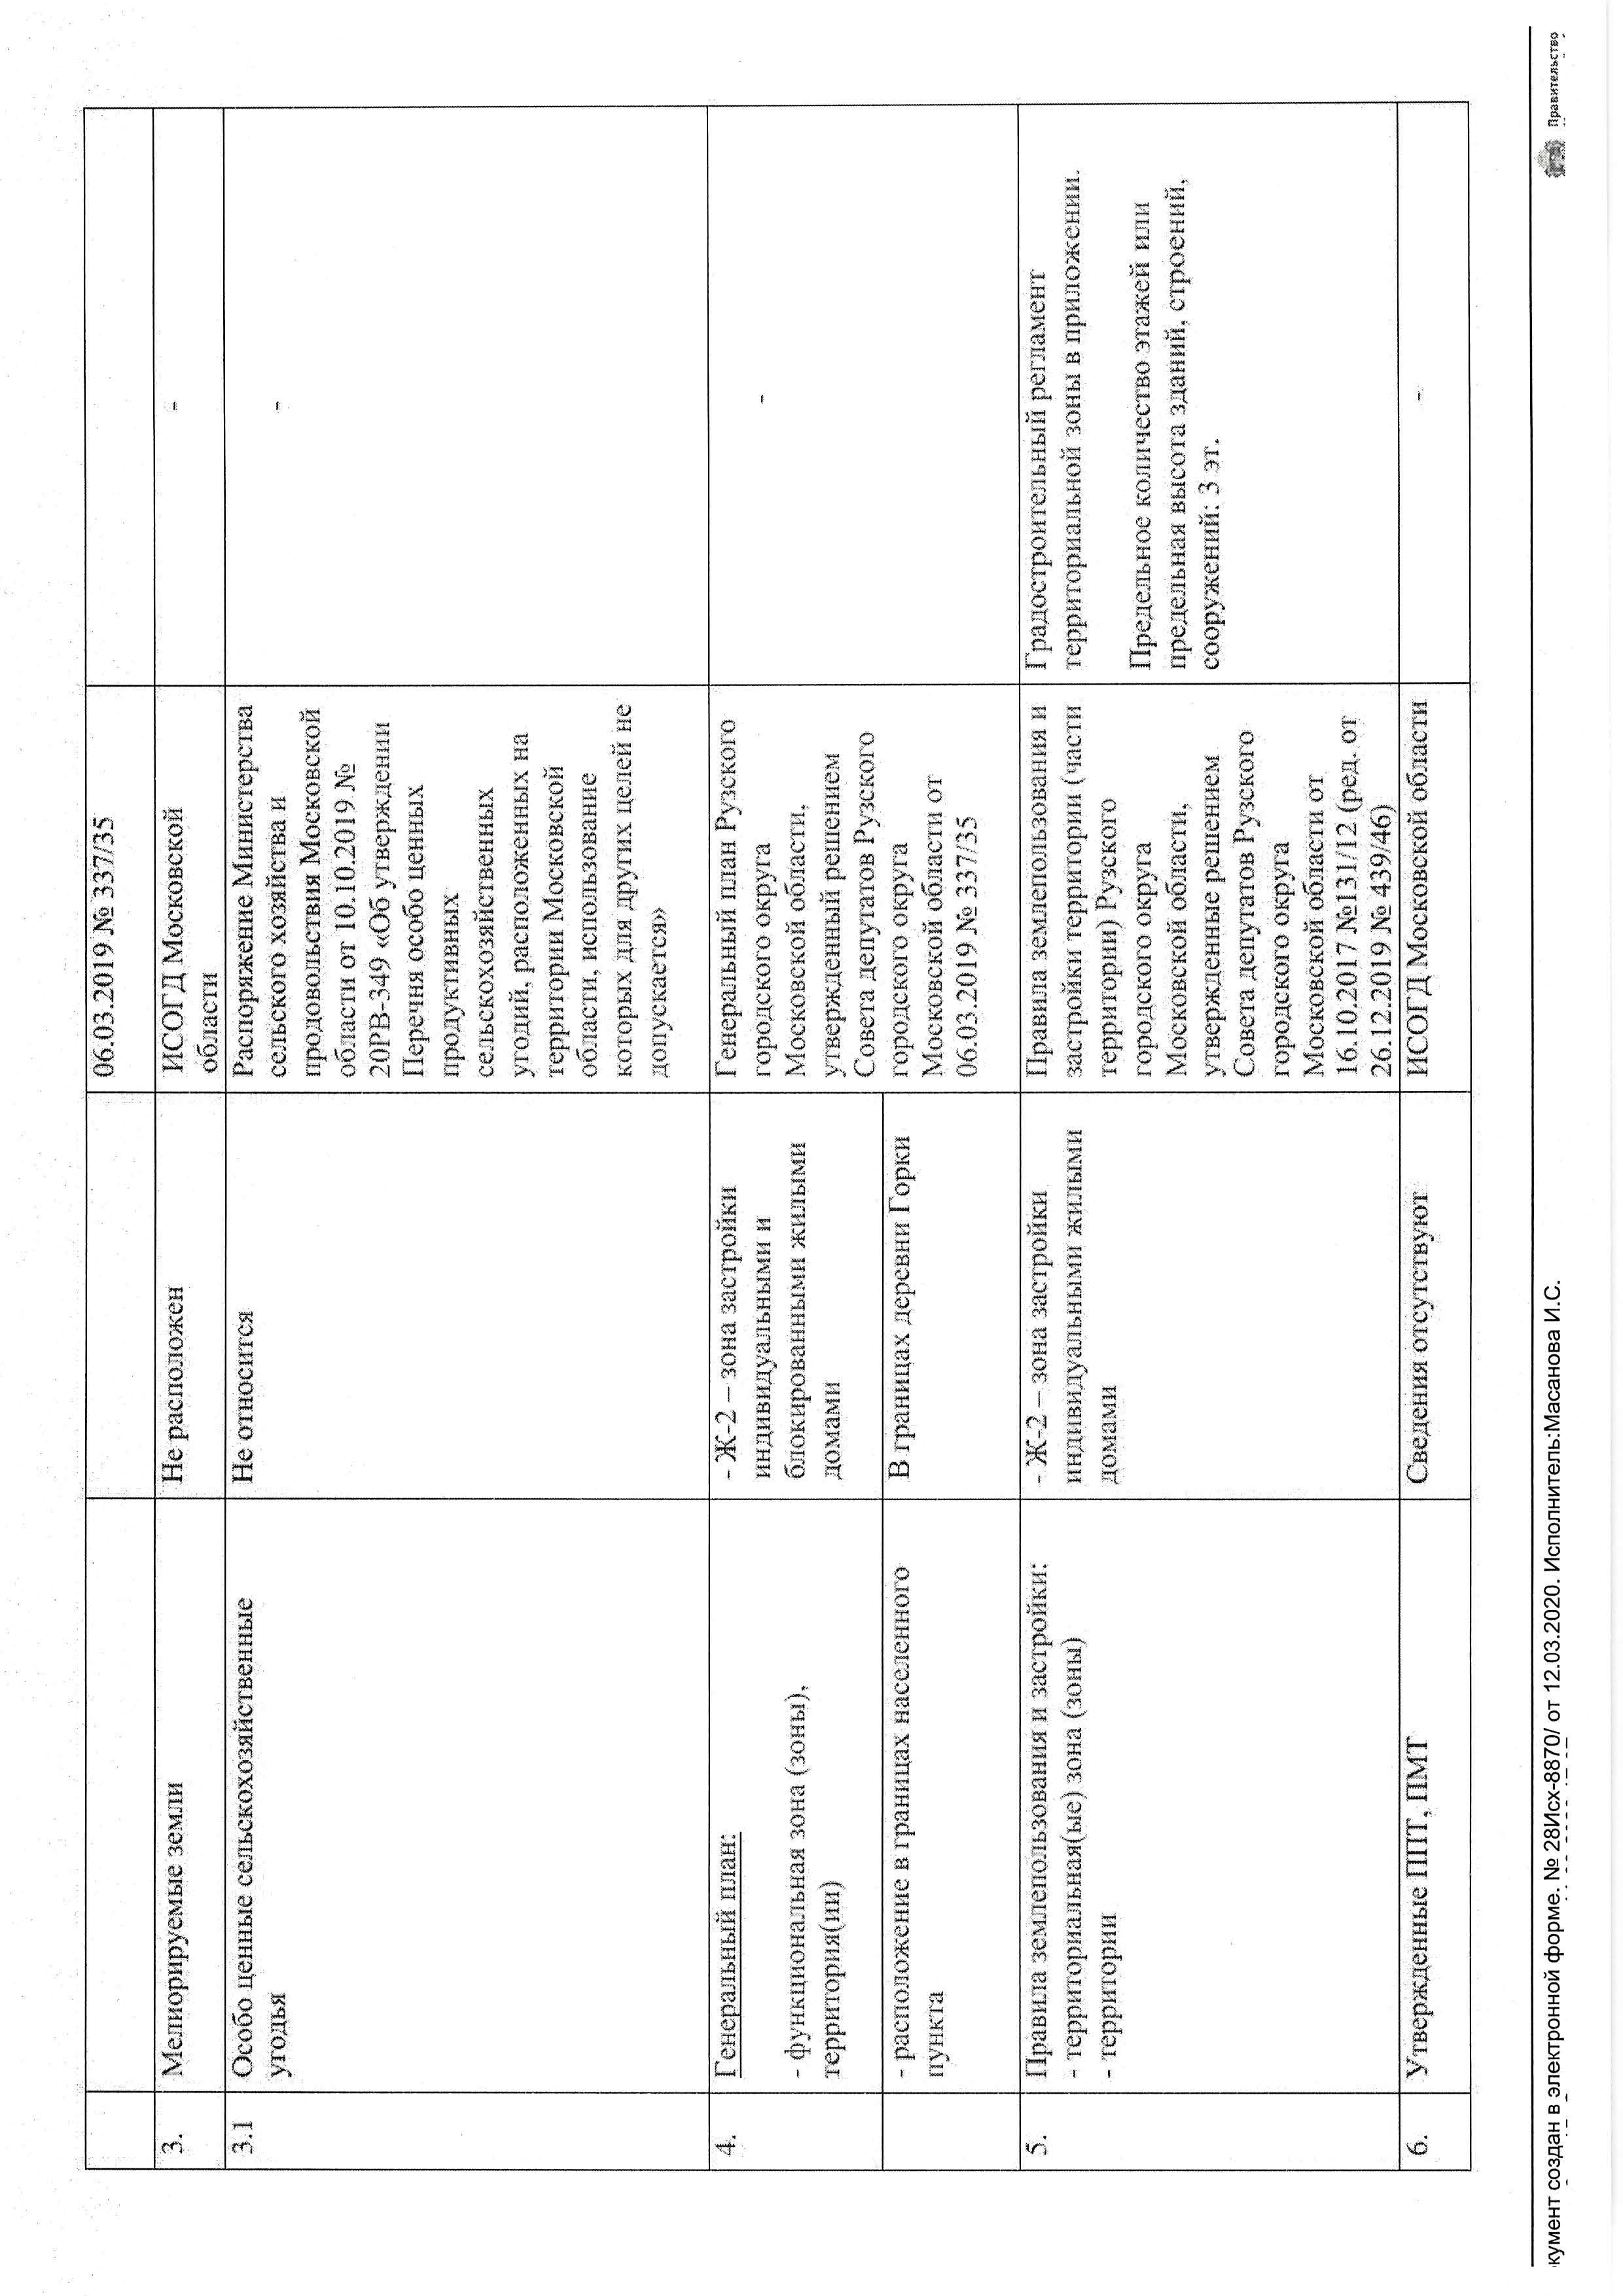 06.03.2019 № 337/35
3.
Мелиорируемые земли
Не расположен
ИСОГД Московской
области
-
3.1
Особо ценные сельскохозяйственные
угодья
Не относится
Распоряжение Министерства
сельского хозяйства и
продовольствия Московской
области от 10.10.2019 №
20РВ-349 «Об утверждении
Перечня особо ценных
продуктивных
сельскохозяйственных
угодий, расположенных на
территории Московской
области, использование
которых для других целей не
допускается»
-
4.
Генеральный план:
- функциональная зона (зоны),
территория(ии)
- Ж-2 – зона застройки
индивидуальными и
блокированными жилыми
домами
- расположение в границах населенного
пункта
В границах деревни Горки
Генеральный план Рузского
городского округа
Московской области,
утвержденный решением
Совета депутатов Рузского
городского округа
Московской области от
06.03.2019 № 337/35
-
5.
Правила землепользования и застройки:
- территориальная(ые) зона (зоны)
- территории
- Ж-2 – зона застройки
индивидуальными жилыми
домами
Правила землепользования и
застройки территории (части
территории) Рузского
городского округа
Московской области,
утвержденные решением
Совета депутатов Рузского
городского округа
Московской области от
16.10.2017 №131/12 (ред. от
26.12.2019 № 439/46)
Градостроительный регламент
территориальной зоны в приложении.
Предельное количество этажей или
предельная высота зданий, строений,
сооружений: 3 эт.
6.
Утвержденные ППТ, ПМТ
Сведения отсутствуют
ИСОГД Московской области
-
кумент создан в электронной форме. № 28Исх-8870/ от 12.03.2020. Исполнитель:Масанова И.С.
Правительство